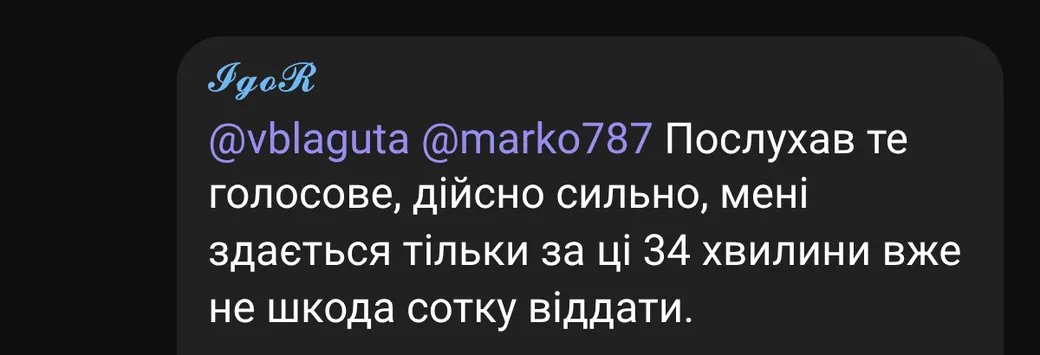 IgoR
@vblaguta @marko787 Послухав те
голосове, дійсно сильно, мені
здається тільки за ці 34 хвилини вже
не шкода сотку віддати.